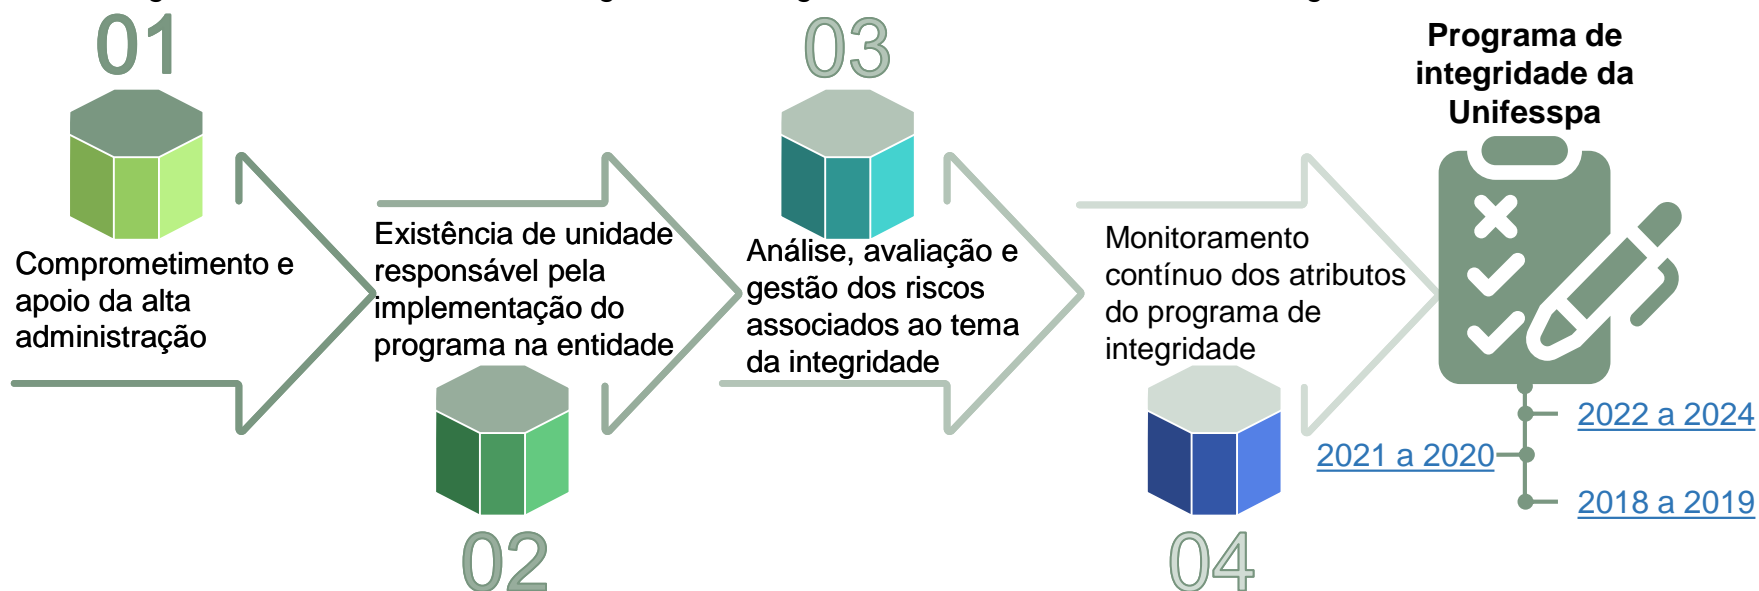 01
Comprometimento e
apoio da alta
administração
Existência de unidade
responsável pela
implementação do
programa na entidade
02
03
Análise, avaliação e
gestão dos riscos
associados ao tema
da integridade
Monitoramento
contínuo dos atributos
do programa de
integridade
04
Programa de
integridade da
Unifesspa
2022 a 2024
2021 a 2020
2018 a 2019